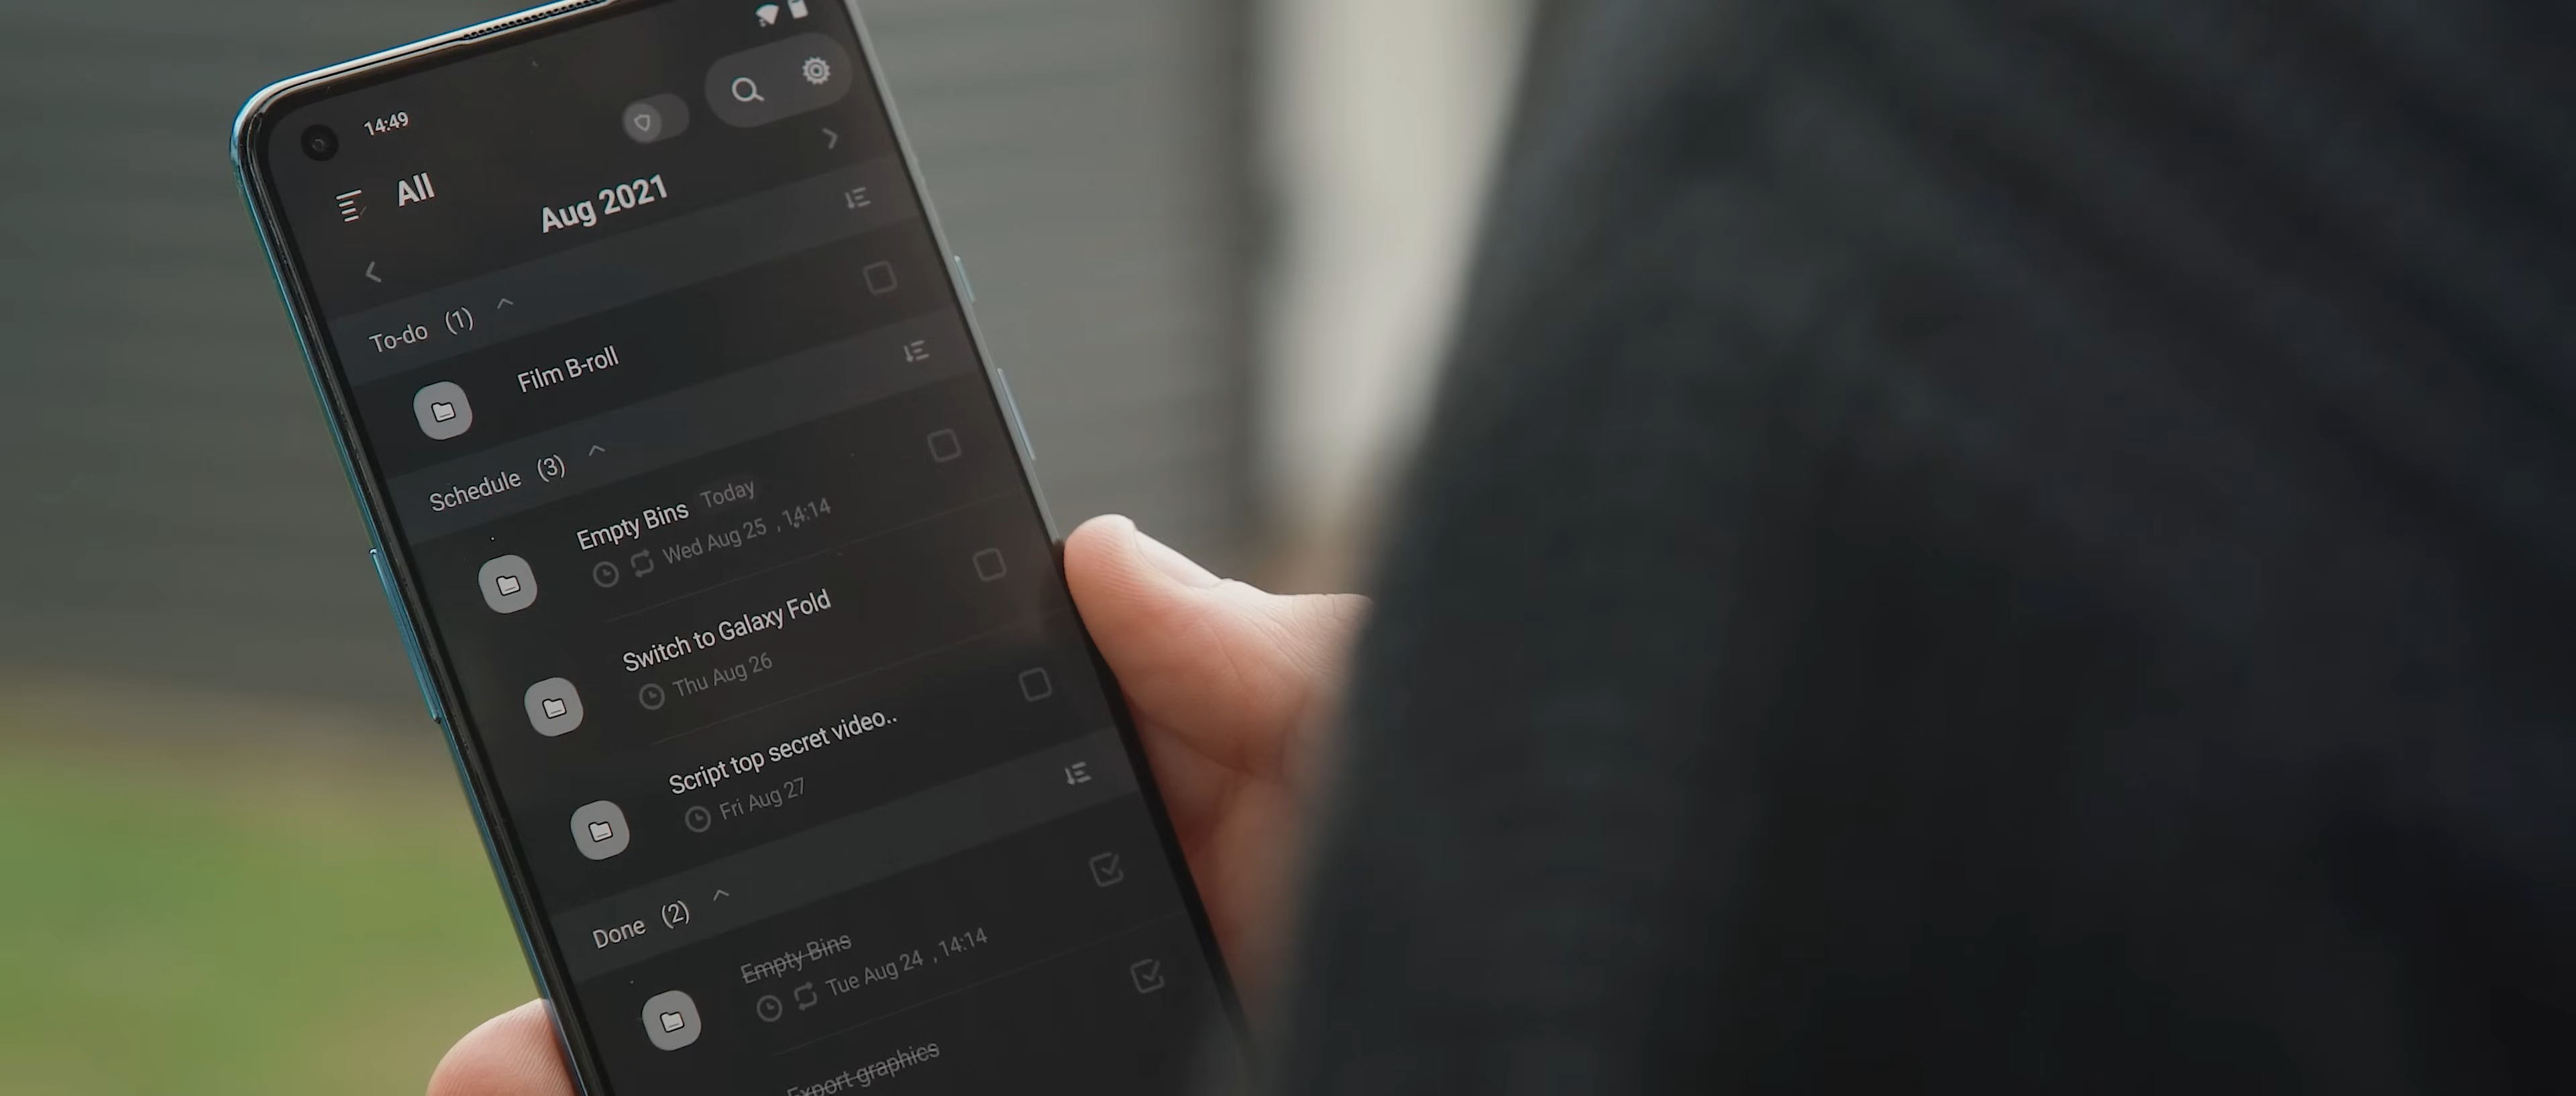 14:49
All
Aug 2021
To-do (1)
Film B-roll
Schedule (3)
Empty Bins Today
Wed Aug 25 , 14:14
Switch to Galaxy Fold
Thu Aug 26
Script top secret video..
Fri Aug 27
Done (2)
Empty Bins
Tue Aug 24 , 14:14
Export graphics